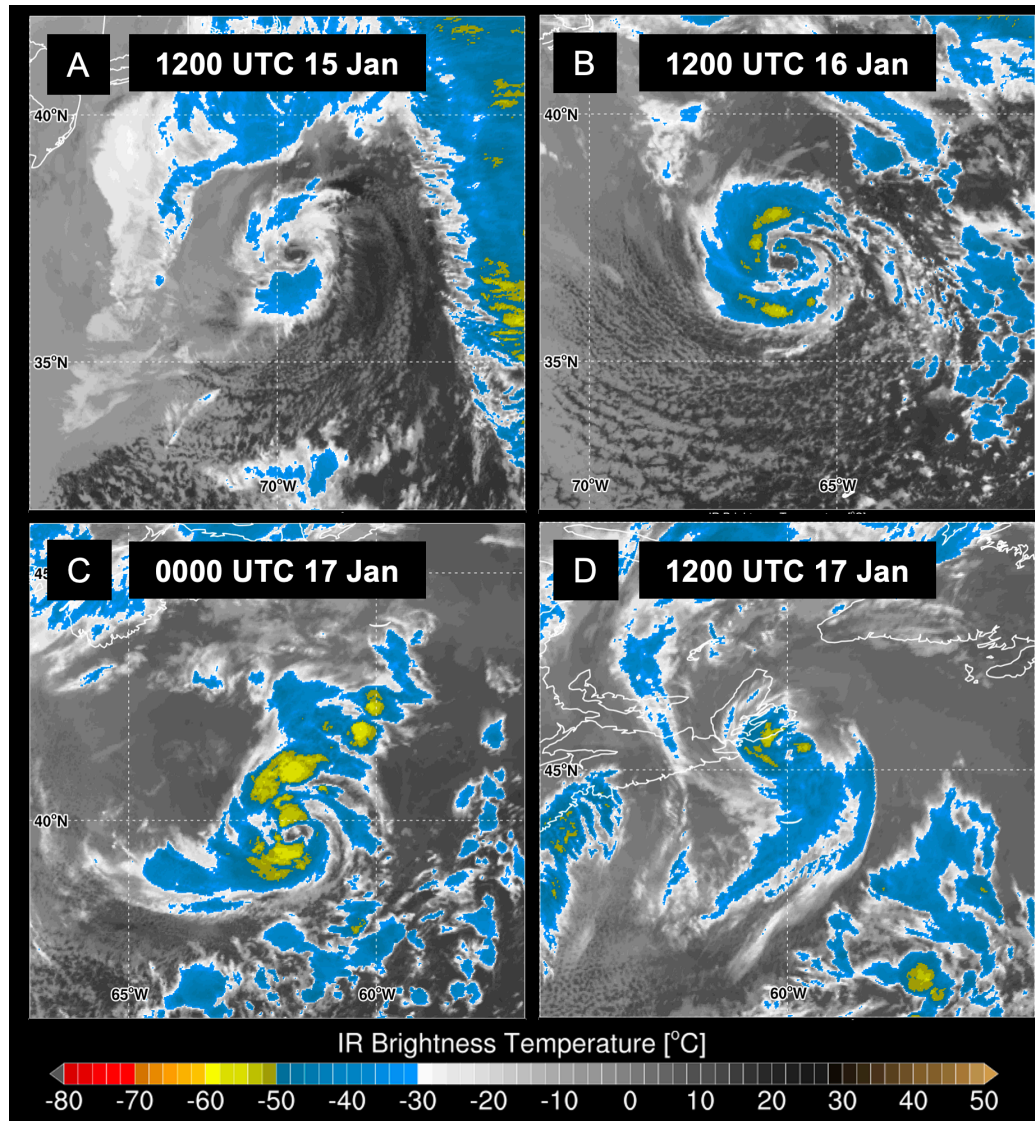 A
1200 UTC 15 Jan
B
1200 UTC 16 Jan
40°N
40°N
35°N
35°N
70°W
70°W
65°W
C
0000 UTC 17 Jan
D
1200 UTC 17 Jan
45°N
40°N
65°W
60°W
60°W
IR Brightness Temperature [°C]
-80 -70 -60 -50 -40 -30 -20 -10 0 10 20 30 40 50